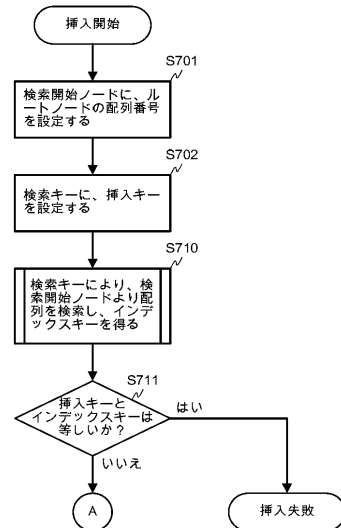 挿入開始
S701
検索開始ノードに、ル
ートノードの配列番号
を設定する
S702
検索キーに、挿入キー
を設定する
S710
検索キーにより、検
索開始ノードより配
列を検索し、インデ
ックスキーを得る
S711
挿入キーと
インデックスキーは
等しいか？
はい
いいえ
A
挿入失敗